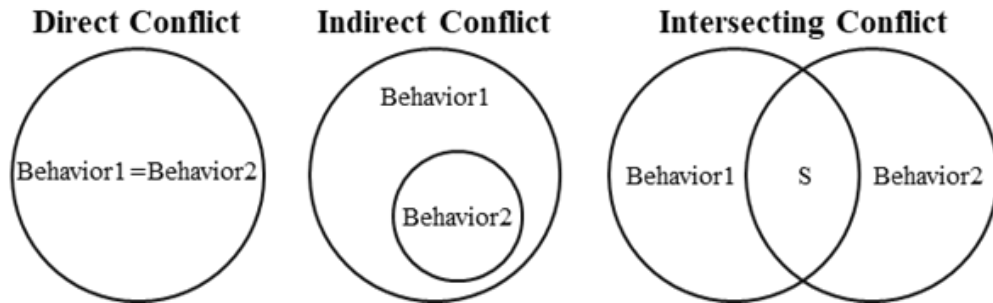 Direct Conflict
Indirect Conflict
Intersecting Conflict
Behavior1=Behavior2
Behavior1
Behavior2
Behavior1
S
Behavior2